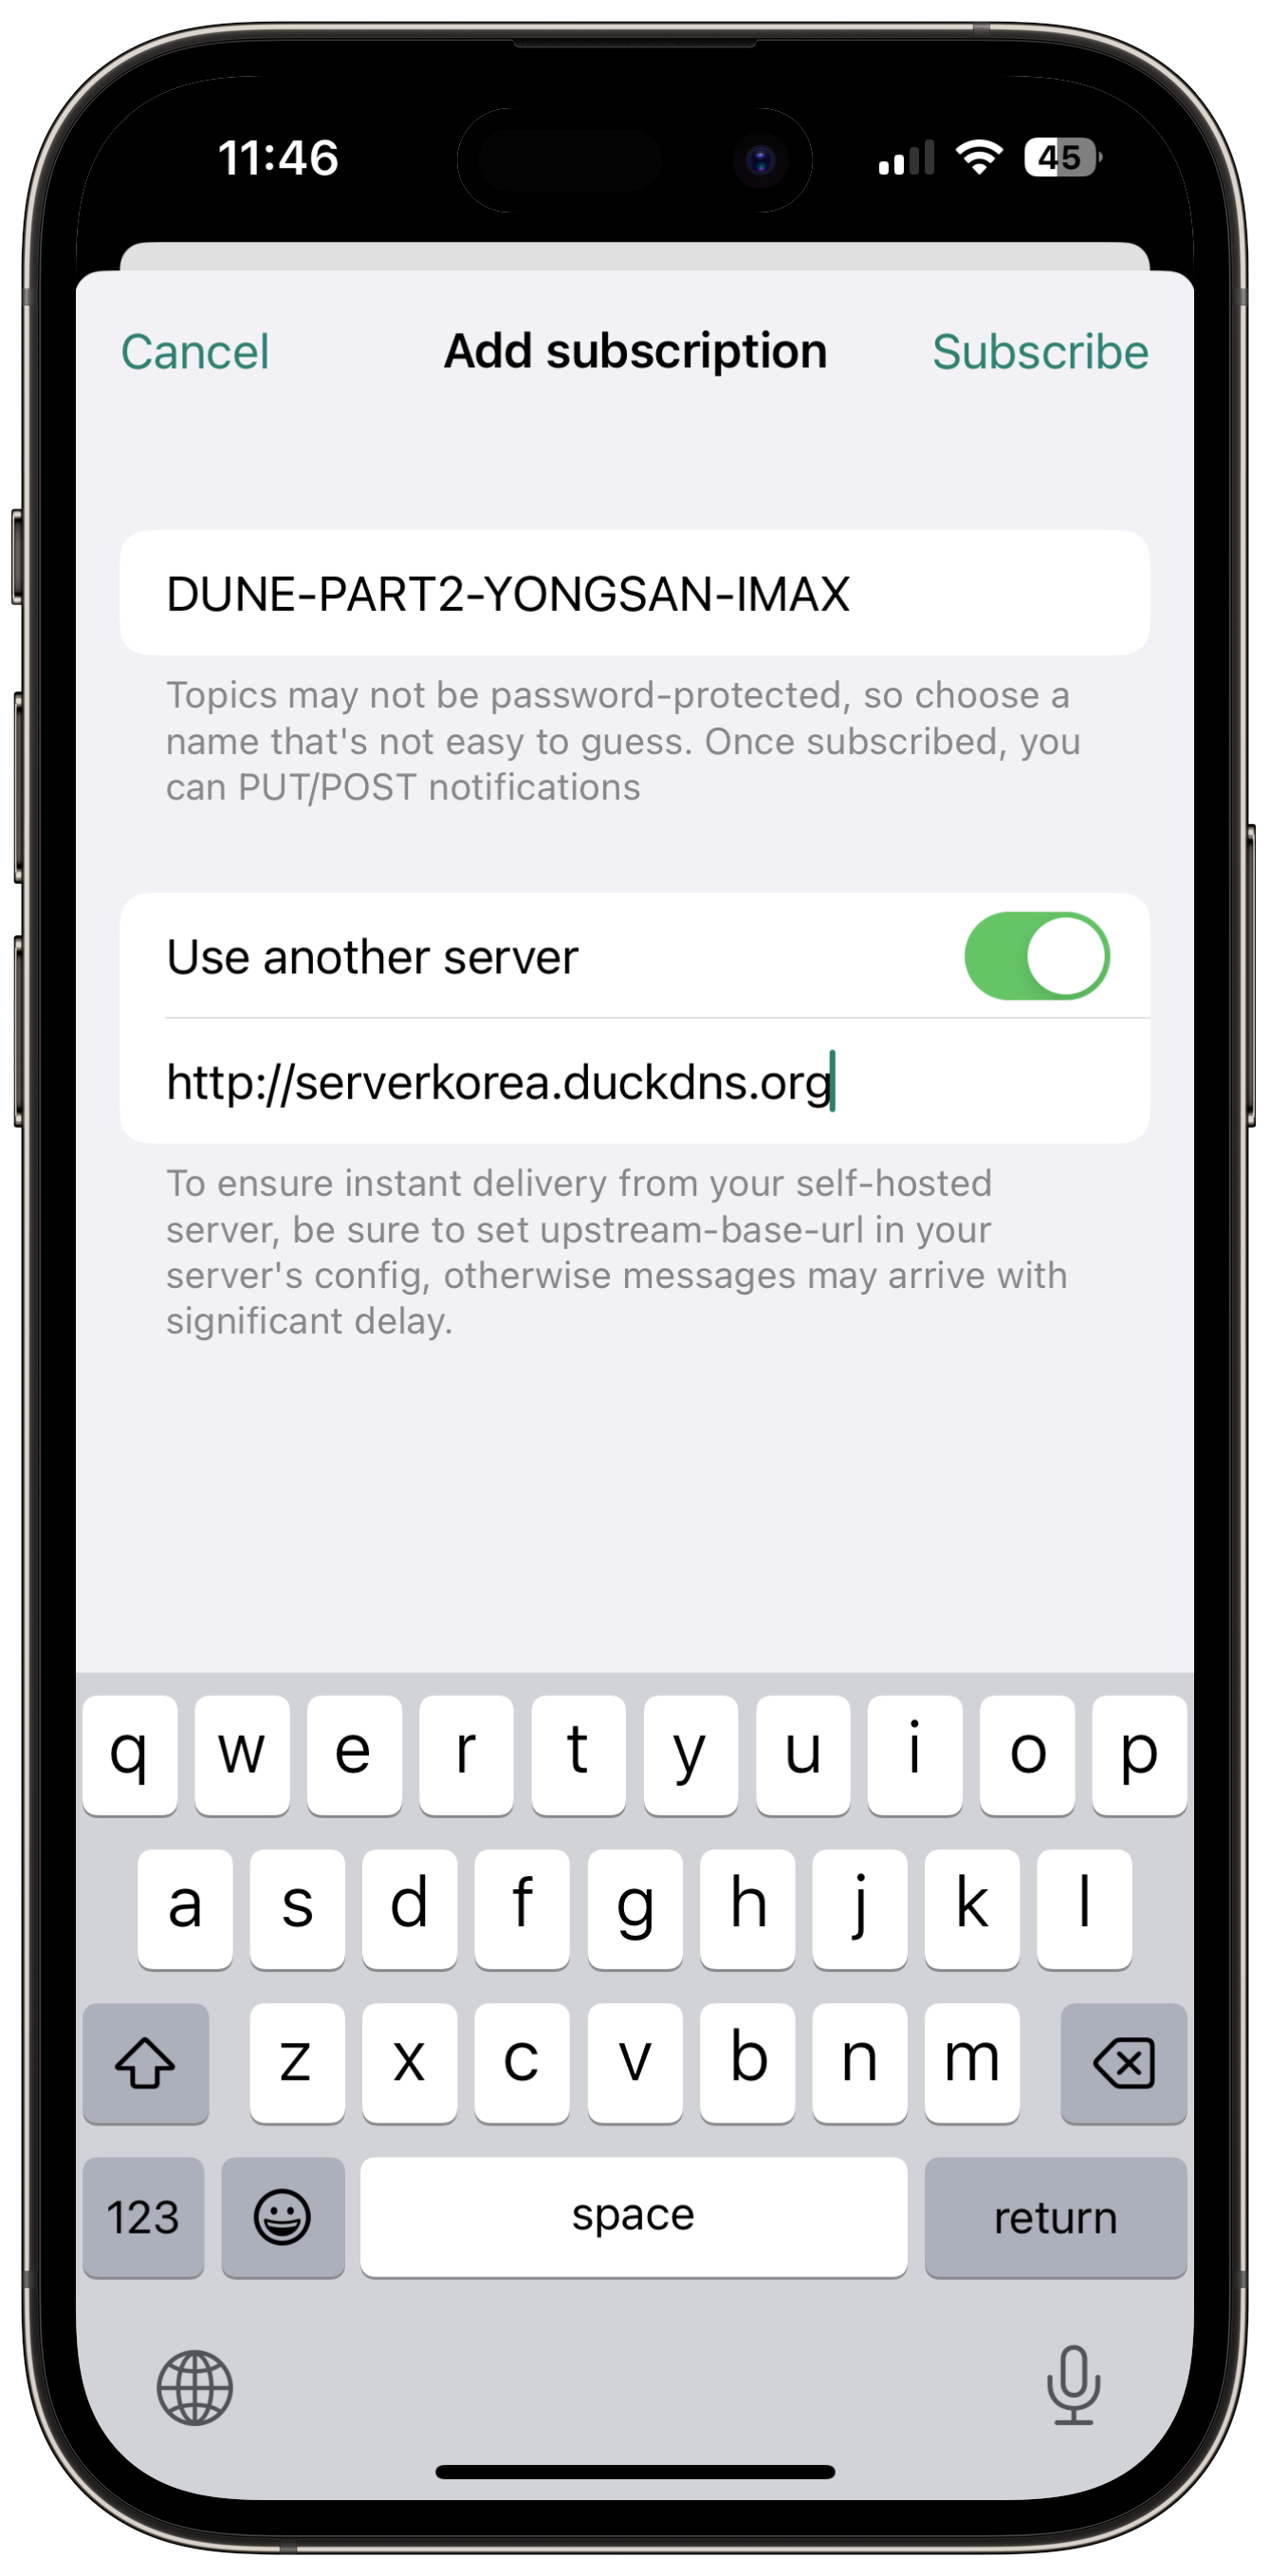 11:46
45
Cancel
Add subscription
Subscribe
DUNE-PART2-YONGSAN-IMAX
Topics may not be password-protected, so choose a
name that's not easy to guess. Once subscribed, you
can PUT/POST notifications
Use another server
http://serverkorea.duckdns.org
To ensure instant delivery from your self-hosted
server, be sure to set upstream-base-url in your
server's config, otherwise messages may arrive with
significant delay.
q w e r t y u i o p
a s d f g h j k l
z x c v b n m
123
space
return